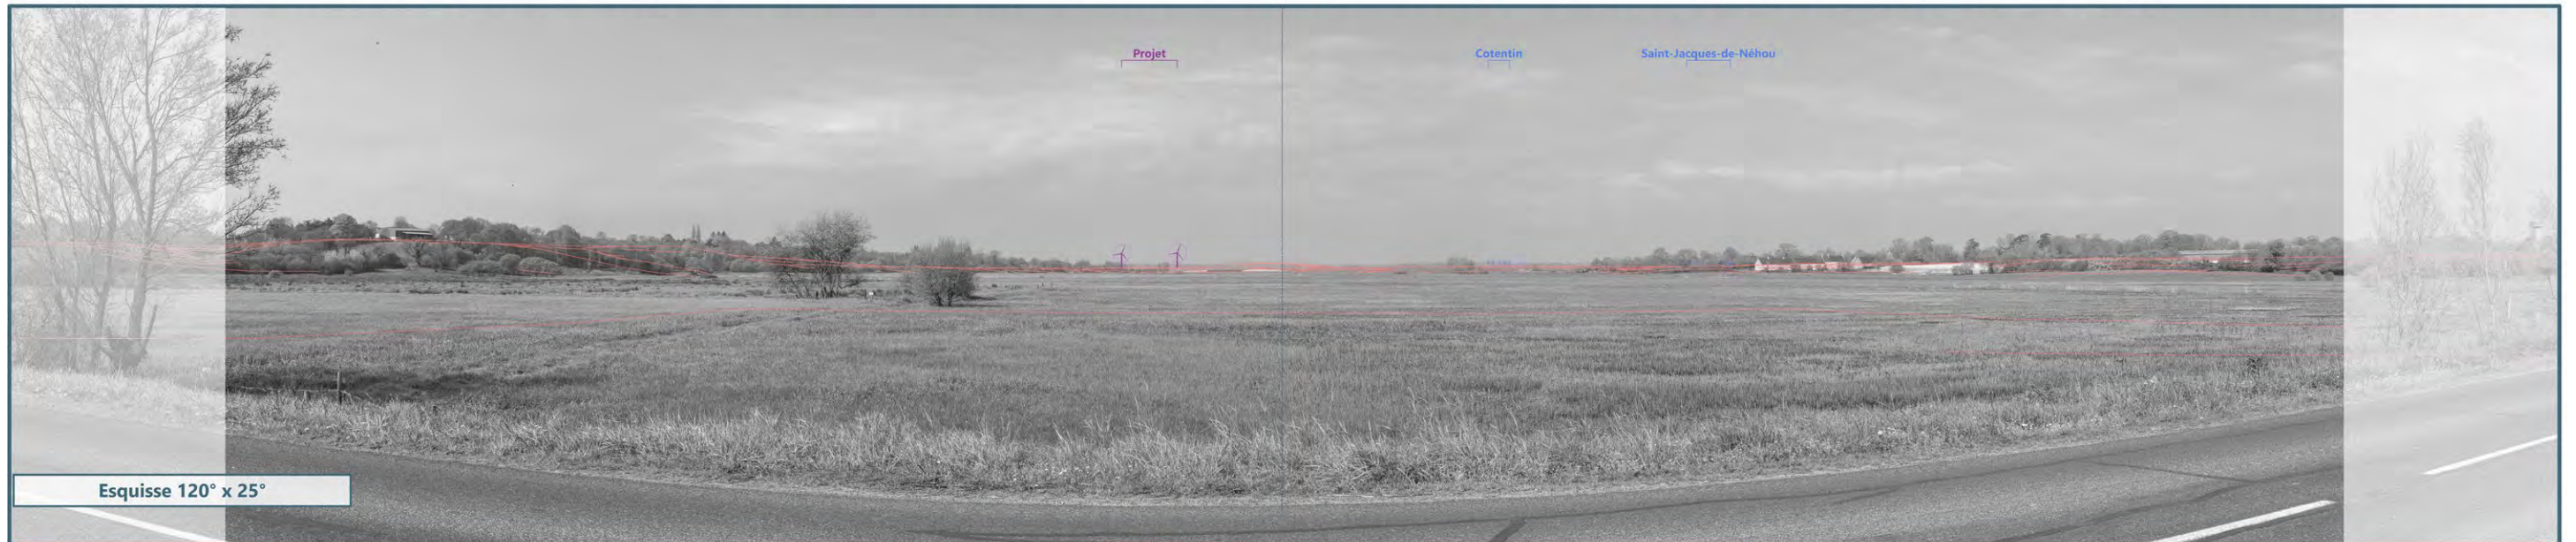 Projet
Cotentin
Saint-Jacques-de-Néhou
Esquisse 120° x 25°